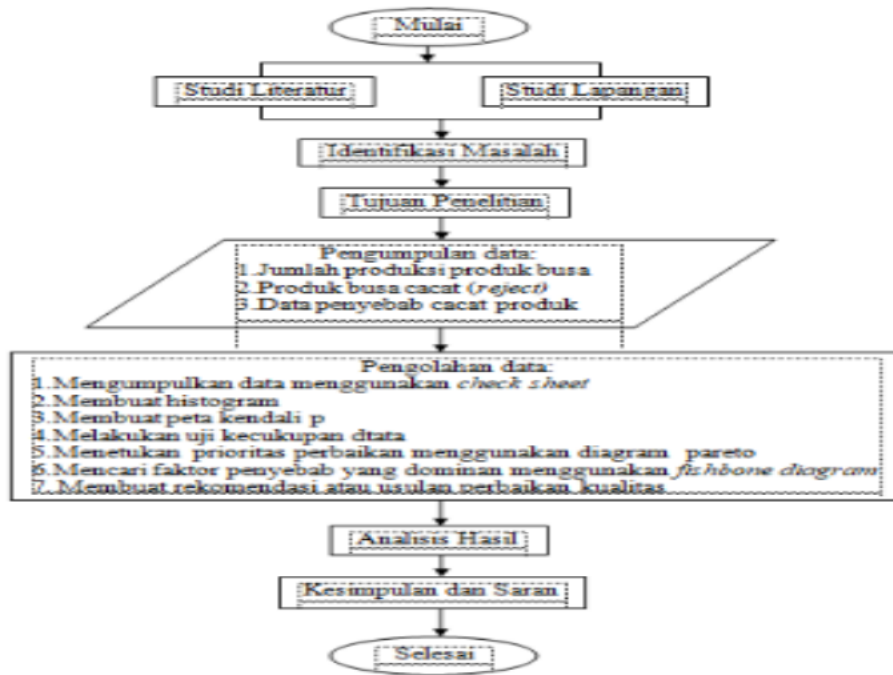 Mulai
Studi Literatur
Studi Lapangan
Identifikasi Masalah
Tujuan Penelitian
Pengumpulan data:
1.Jumlah produksi produk busa
2.Produk busa cacat (reject)
3.Data penyebab cacat produk
Pengolahan data:
1.Mengumpulkan data menggunakan check sheet
2.Membuat histogram
3.Membuat peta kendali p
4.Melakukan uji kecukupan dtata
5.Menetukan prioritas perbaikan menggunakan diagram pareto
6.Mencari faktor penyebab yang dominan menggunakan fishbone diagram
7. Membuat rekomendasi atau usulan perbaikan kualitas
Analisis Hasil
Kesimpulan dan Saran
Selesai